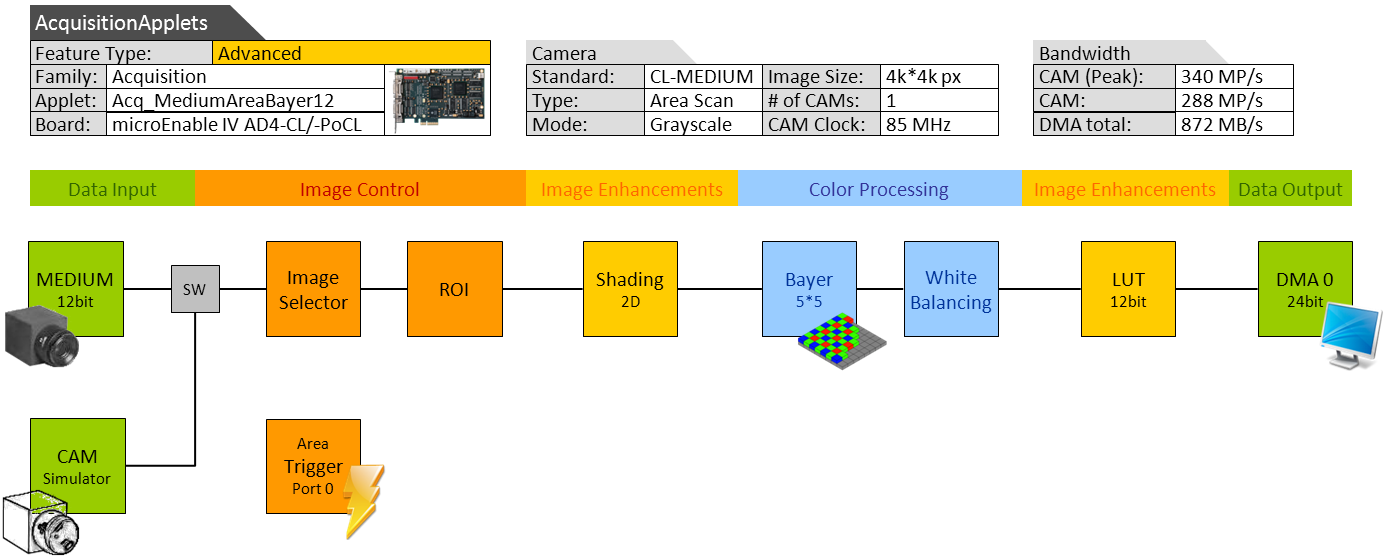 AcquisitionApplets
Feature Type: Advanced
Family: Acquisition
Applet: Acq_MediumAreaBayer12
Board: microEnable IV AD4-CL/-PoCL
Camera
Standard: CL-MEDIUM Image Size: 4k*4k px
Type: Area Scan # of CAMs: 1
Mode: Grayscale CAM Clock: 85 MHz
Bandwidth
CAM (Peak): 340 MP/s
CAM: 288 MP/s
DMA total: 872 MB/s
Data Input Image Control Image Enhancements Color Processing Image Enhancements Data Output
MEDIUM
12bit
SW
Image
Selector
ROI
Shading
2D
Bayer
5*5
White
Balancing
LUT
12bit
DMA 0
24bit
CAM
Simulator
Area
Trigger
Port 0